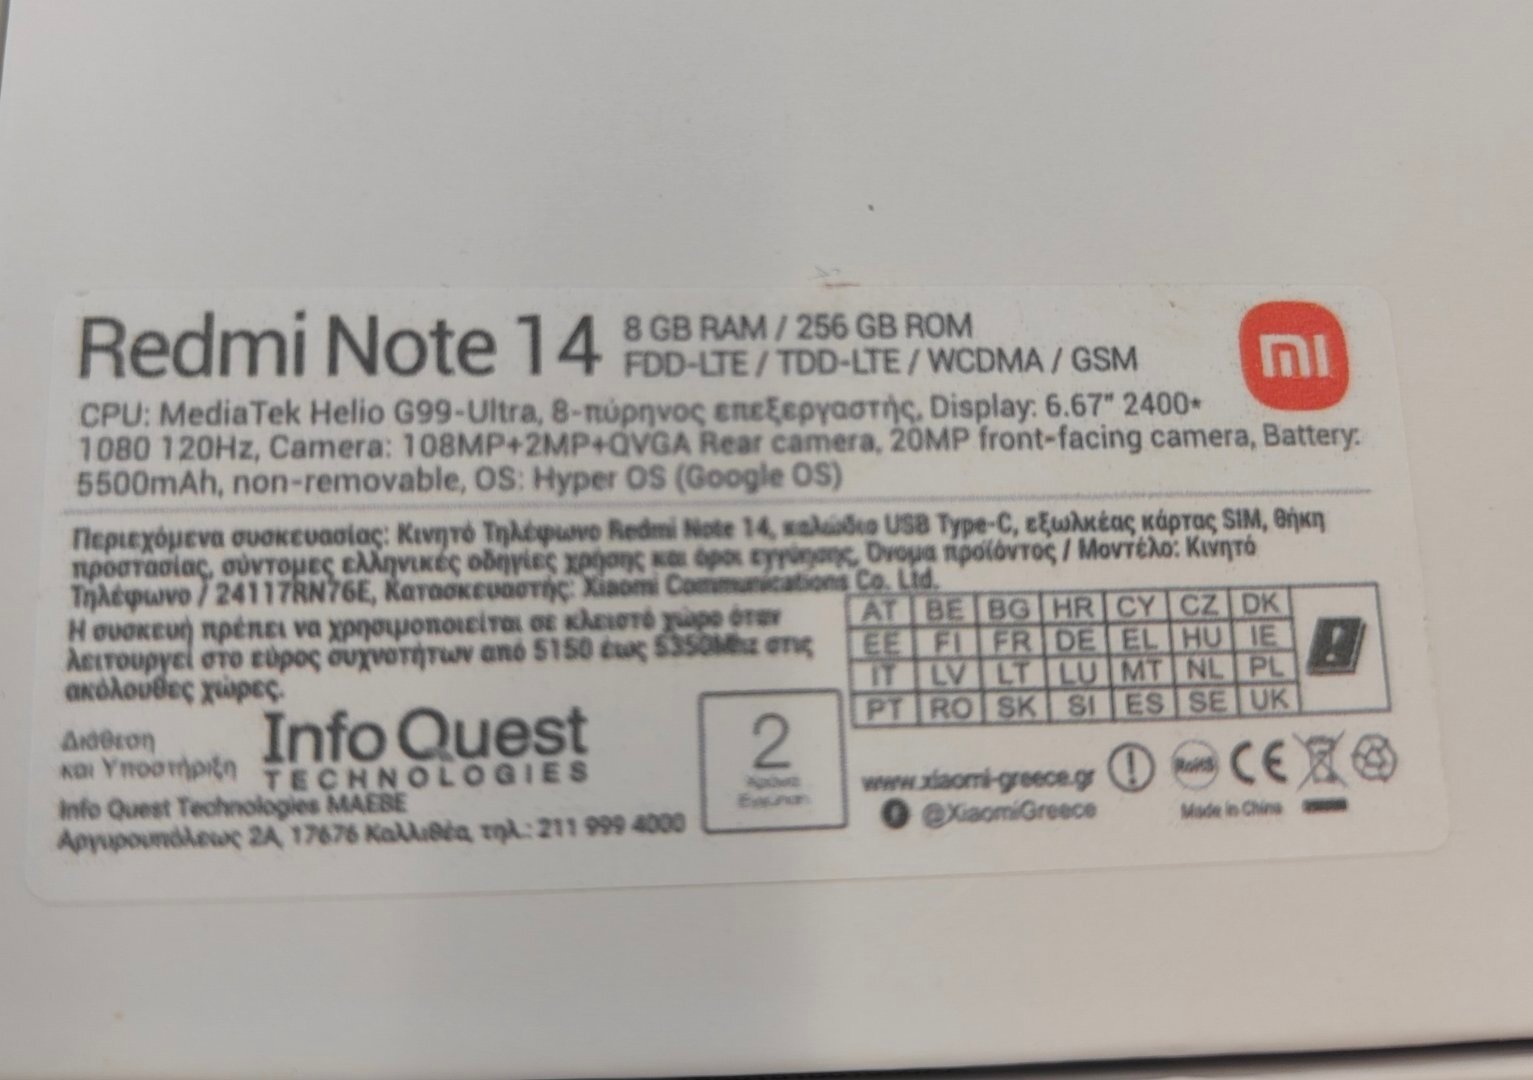 Redmi Note 14
8 GB RAM / 256 GB ROM
FDD-LTE / TDD-LTE / WCDMA / GSM
mi
CPU: MediaTek Helio G99-Ultra, 8-πύρηνος επεξεργαστής, Display: 6.67" 2400*
1080 120Hz, Camera: 108MP+2MP+QVGA Rear camera, 20MP front-facing camera, Battery:
5500mAh, non-removable, OS: Hyper OS (Google OS)
Περιεχόμενα συσκευασίας: Κινητό Τηλέφωνο Redmi Note 14, καλώδιο USB Type-C, εξωλκέας κάρτας SIM, θήκη
προστασίας, σύντομες ελληνικές οδηγίες χρήσης και όροι εγγύησης, Όνομα προϊόντος / Μοντέλο: Κινητό
Τηλέφωνο / 24117RN76E, Κατασκευαστής: Xiaomi Communications Co. Ltd.
Η συσκευή πρέπει να χρησιμοποιείται σε κλειστό χώρο όταν
λειτουργεί στο εύρος συχνοτήτων από 5150 έως 5350Mhz στις
ακόλουθες χώρες.
AT BE BG HR CY CZ DK
EE FI FR DE EL HU IE
IT LV LT LU MT NL PL
PT RO SK SI ES SE UK
Διάθεση
και Υποστήριξη
Info Quest
TECHNOLOGIES
Info Quest Technologies ΜΑΕΒΕ
Αργυρουπόλεως 2Α, 17676 Καλλιθέα, τηλ.: 211 999 4000
2
www.xiaomi-greece.gr
@XiaomiGreece
RoHS
CE
Made in China